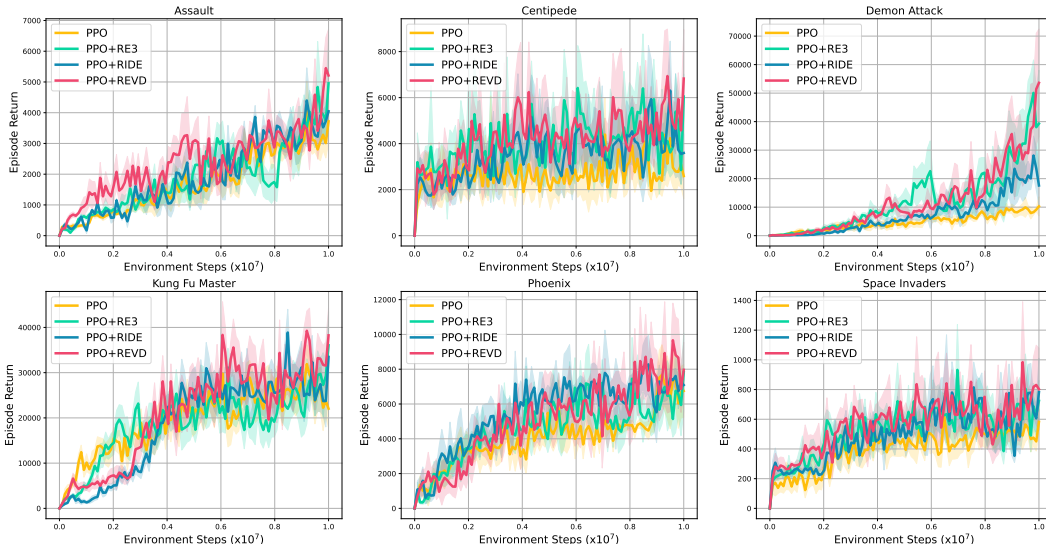 Assault
Episode Return
7000
6000
5000
4000
3000
2000
1000
0
PPO
PPO+RE3
PPO+RIDE
PPO+REVD
0.0 0.2 0.4 0.6 0.8 1.0
Environment Steps (x10⁷)
Centipede
Episode Return
8000
6000
4000
2000
0
PPO
PPO+RE3
PPO+RIDE
PPO+REVD
0.0 0.2 0.4 0.6 0.8 1.0
Environment Steps (x10⁷)
Demon Attack
Episode Return
70000
60000
50000
40000
30000
20000
10000
0
PPO
PPO+RE3
PPO+RIDE
PPO+REVD
0.0 0.2 0.4 0.6 0.8 1.0
Environment Steps (x10⁷)
Kung Fu Master
Episode Return
40000
30000
20000
10000
0
PPO
PPO+RE3
PPO+RIDE
PPO+REVD
0.0 0.2 0.4 0.6 0.8 1.0
Environment Steps (x10⁷)
Phoenix
Episode Return
12000
10000
8000
6000
4000
2000
0
PPO
PPO+RE3
PPO+RIDE
PPO+REVD
0.0 0.2 0.4 0.6 0.8 1.0
Environment Steps (x10⁷)
Space Invaders
Episode Return
1400
1200
1000
800
600
400
200
0
PPO
PPO+RE3
PPO+RIDE
PPO+REVD
0.0 0.2 0.4 0.6 0.8 1.0
Environment Steps (x10⁷)